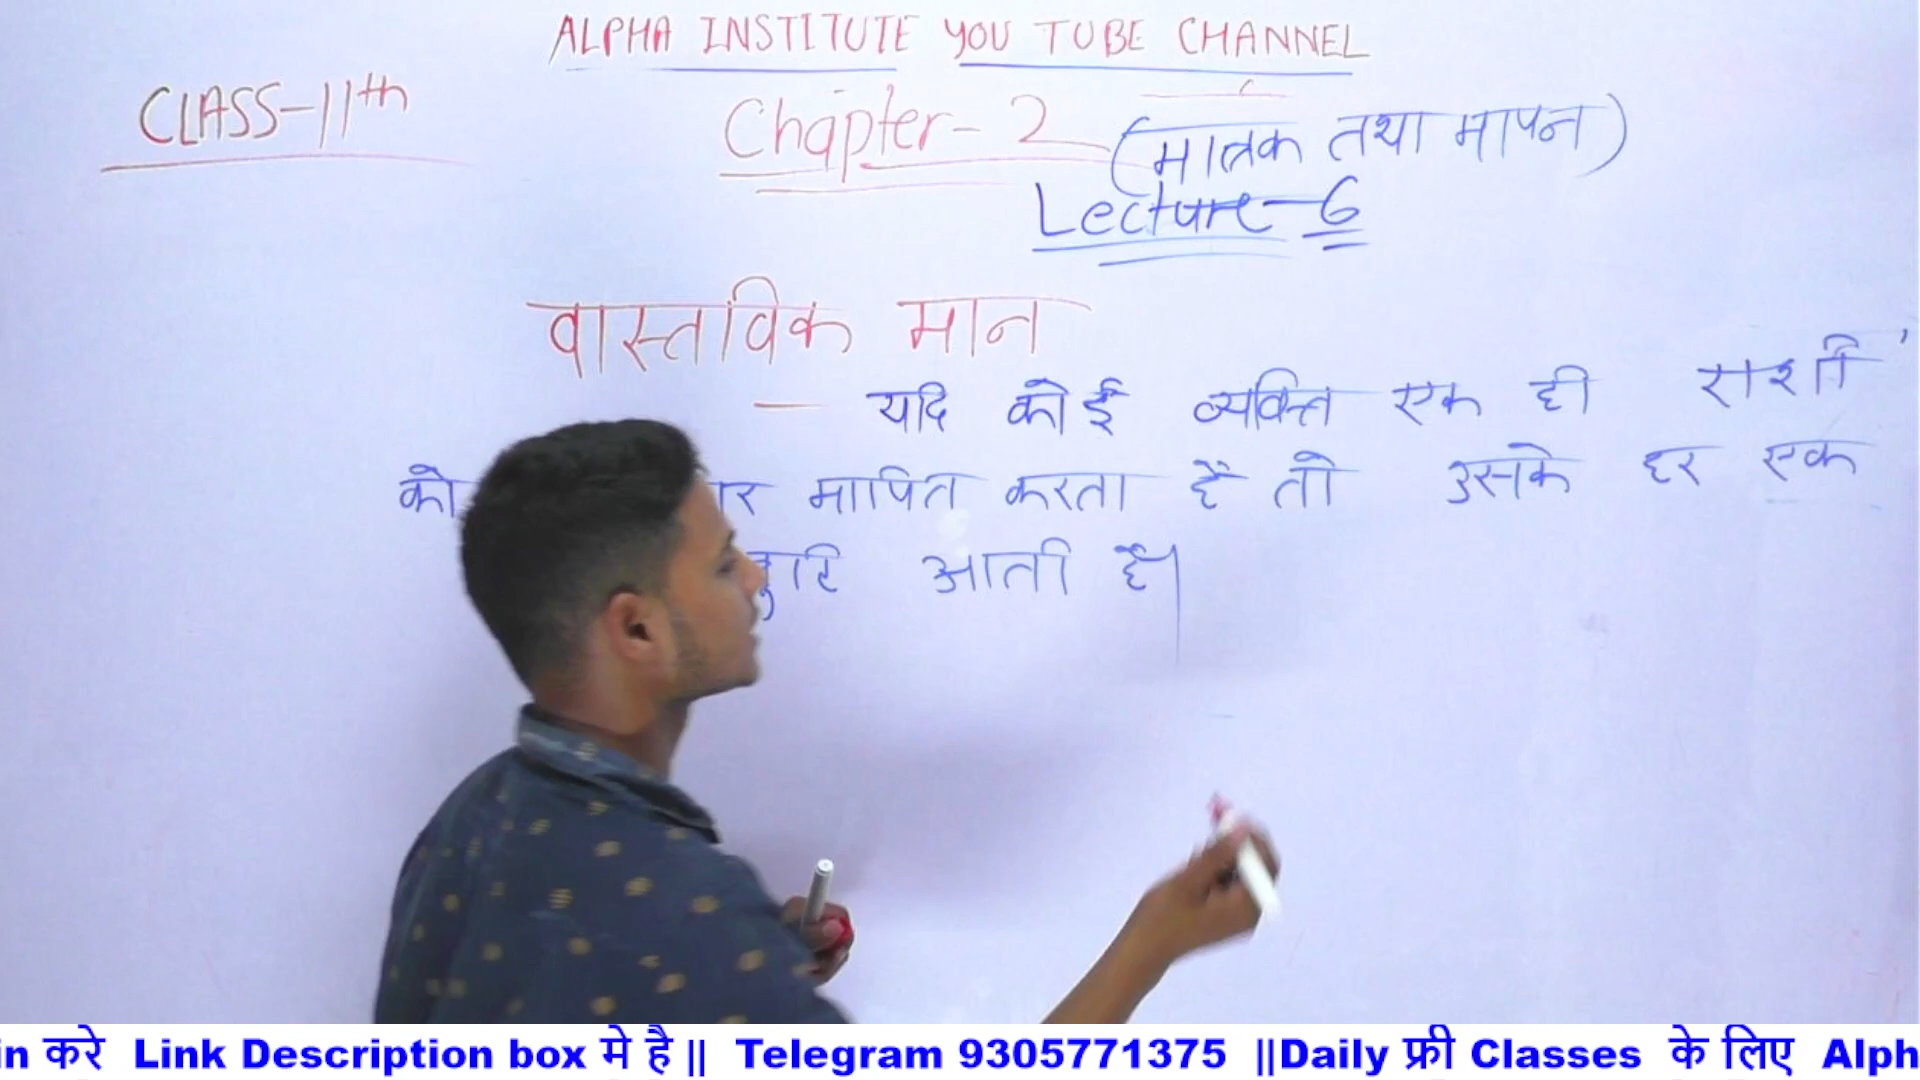 ALPHA INSTITUTE YOU TUBE CHANNEL
CLASS-11th
Chapter-2 (मात्रक तथा मापन)
Lecture-6
वास्तविक मान
— यदि कोई व्यक्ति एक ही राशी
को मापित करता है तो उसके हर एक
आती है।
in करे Link Description box मे है || Telegram 9305771375 ||Daily फ्री Classes के लिए Alph